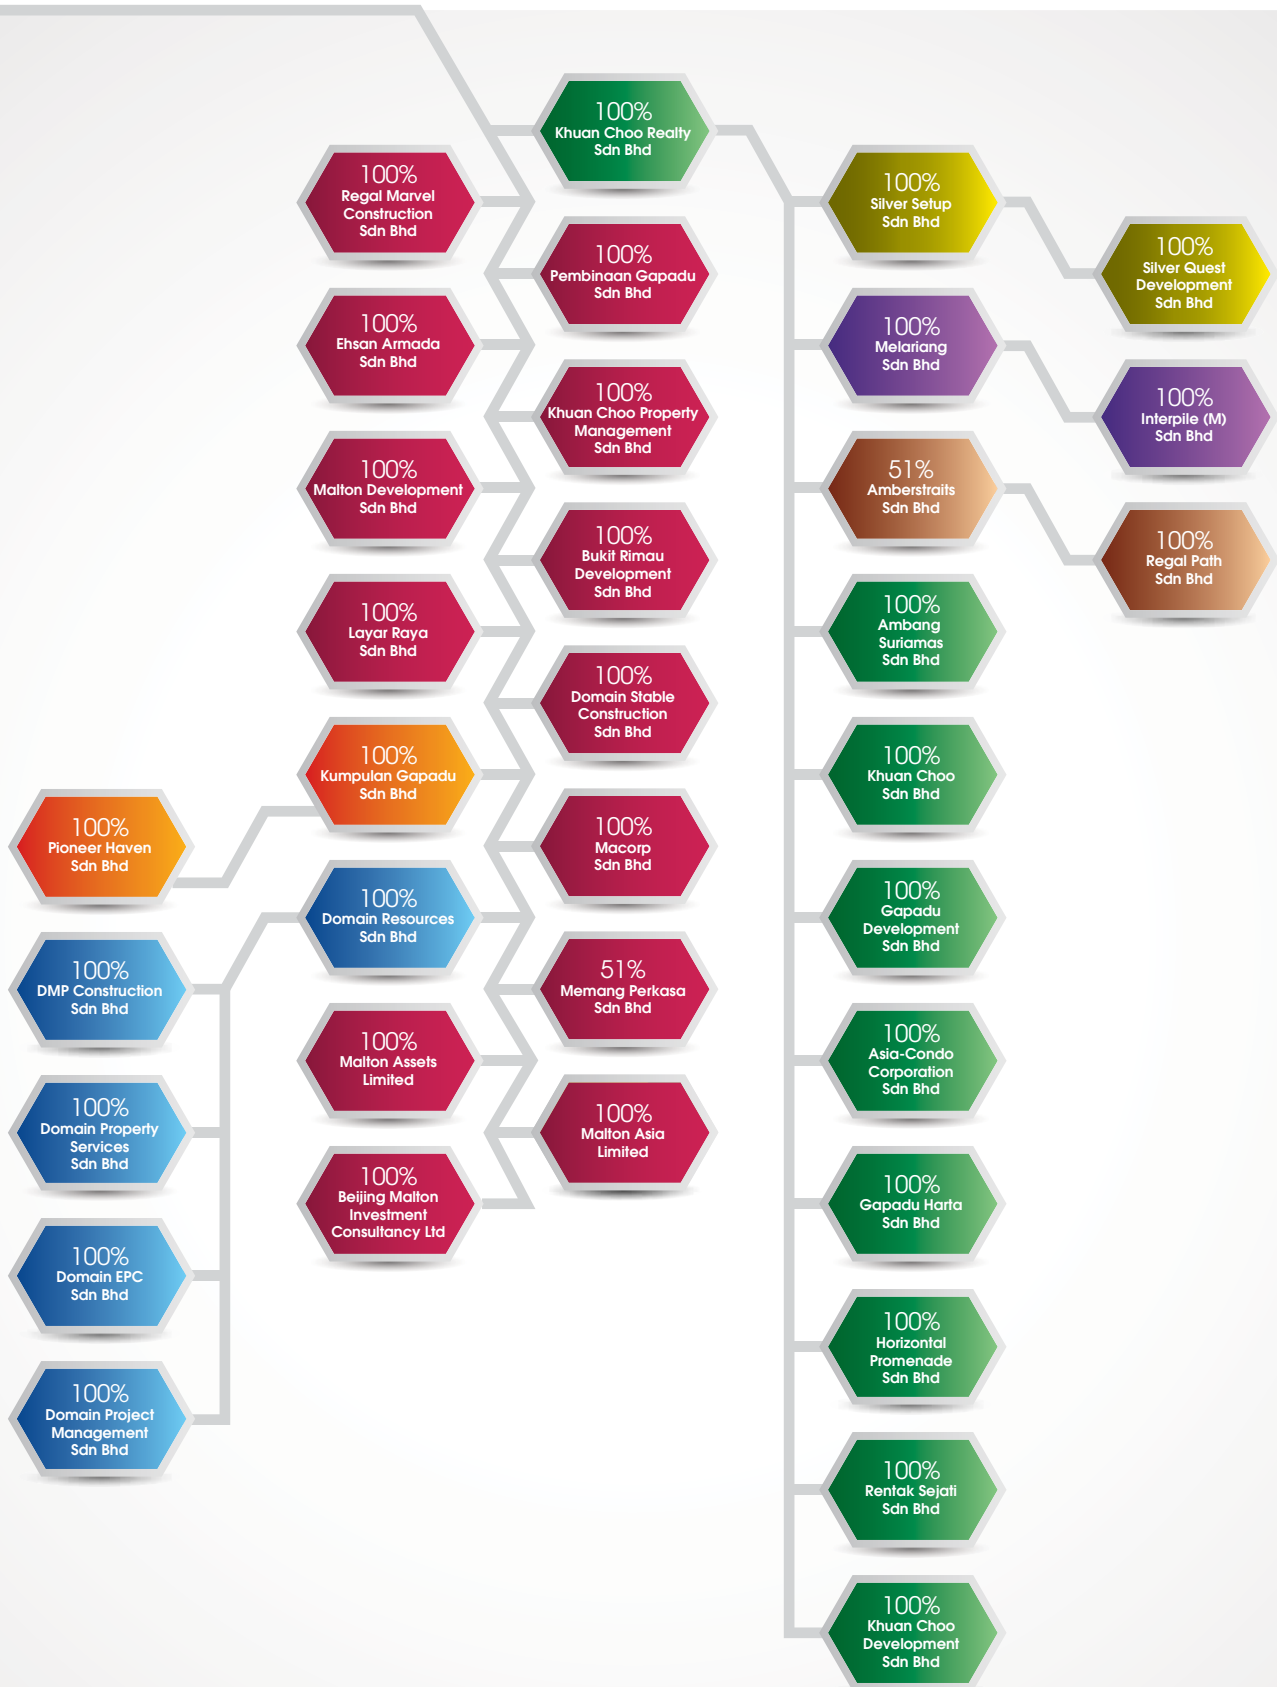 100%
Khuan Choo Realty
Sdn Bhd
100%
Regal Marvel
Construction
Sdn Bhd
100%
Pembinaan Gapadu
Sdn Bhd
100%
Ehsan Armada
Sdn Bhd
100%
Khuan Choo Property
Management
Sdn Bhd
100%
Malton Development
Sdn Bhd
100%
Bukit Rimau
Development
Sdn Bhd
100%
Layar Raya
Sdn Bhd
100%
Domain Stable
Construction
Sdn Bhd
100%
Kumpulan Gapadu
Sdn Bhd
100%
Macorp
Sdn Bhd
100%
Domain Resources
Sdn Bhd
51%
Memang Perkasa
Sdn Bhd
100%
Malton Assets
Limited
100%
Malton Asia
Limited
100%
Beijing Malton
Investment
Consultancy Ltd
100%
Pioneer Haven
Sdn Bhd
100%
DMP Construction
Sdn Bhd
100%
Domain Property
Services
Sdn Bhd
100%
Domain EPC
Sdn Bhd
100%
Domain Project
Management
Sdn Bhd
100%
Silver Setup
Sdn Bhd
100%
Silver Quest
Development
Sdn Bhd
100%
Melariang
Sdn Bhd
100%
Interpile (M)
Sdn Bhd
51%
Amberstraits
Sdn Bhd
100%
Regal Path
Sdn Bhd
100%
Ambang
Suriamas
Sdn Bhd
100%
Khuan Choo
Sdn Bhd
100%
Gapadu
Development
Sdn Bhd
100%
Asia-Condo
Corporation
Sdn Bhd
100%
Gapadu Harta
Sdn Bhd
100%
Horizontal
Promenade
Sdn Bhd
100%
Rentak Sejati
Sdn Bhd
100%
Khuan Choo
Development
Sdn Bhd